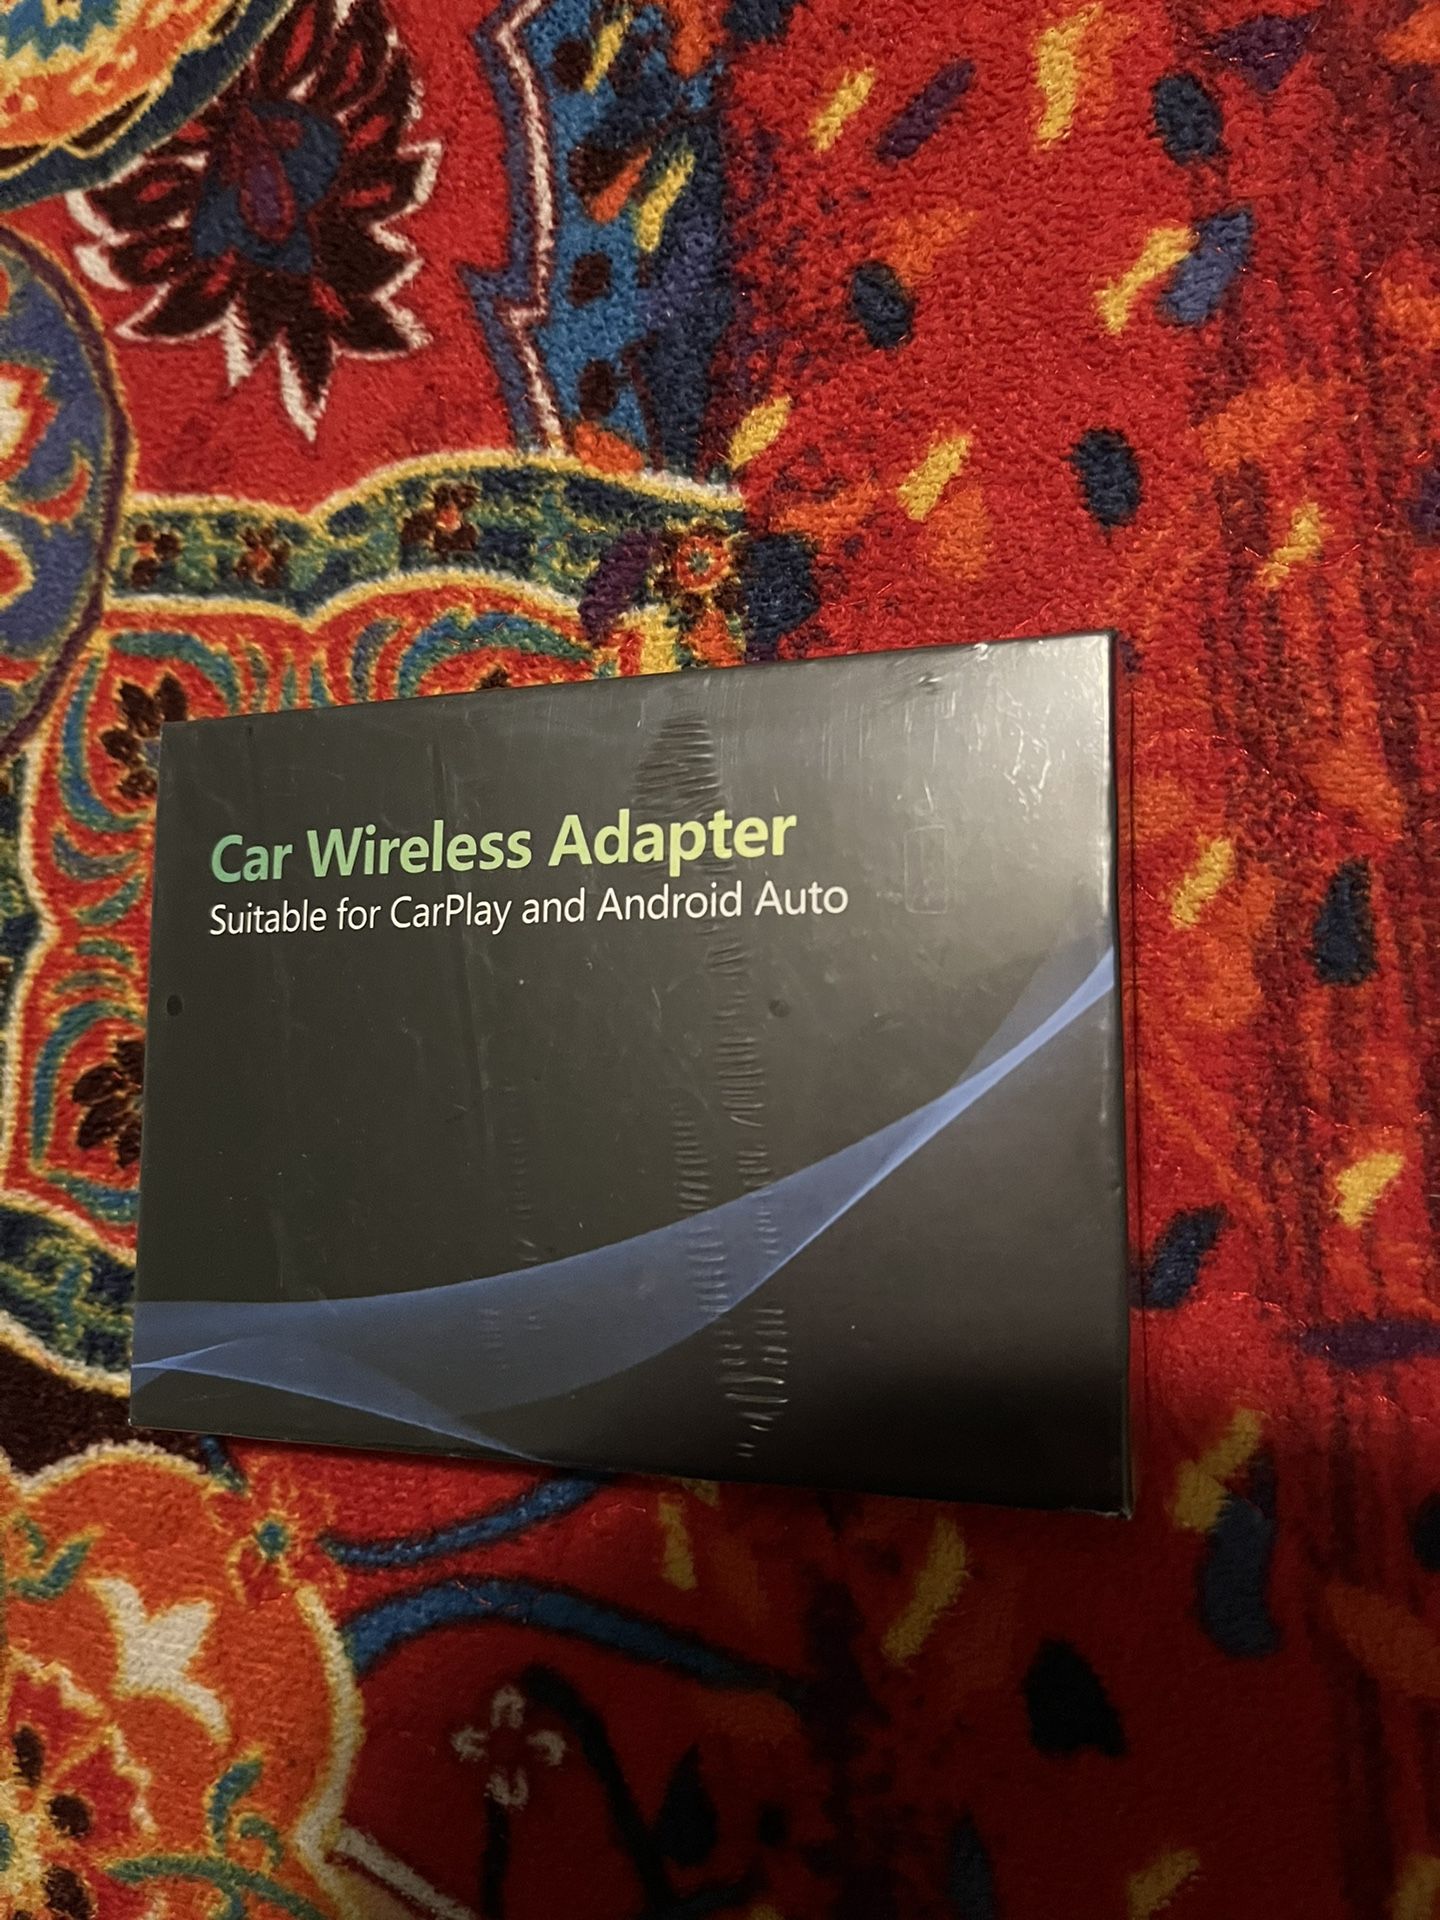 Car Wireless Adapter
Suitable for CarPlay and Android Auto